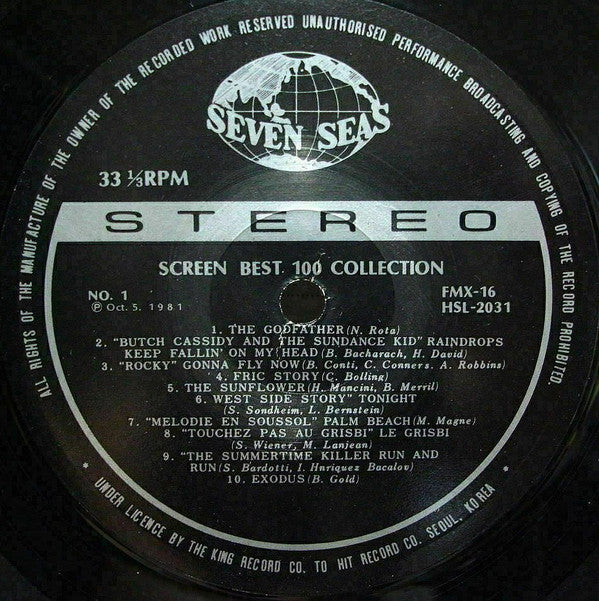 ALL RIGHTS OF THE MANUFACTURE OF THE OWNER OF THE RECORDED WORK RESERVED UNAUTHORISED PERFORMANCE BROADCASTING AND COPYING OF THE RECORD PROHIBITED
SEVEN SEAS
33 ⅓RPM
STEREO
SCREEN BEST 100 COLLECTION
NO. 1 FMX-16
Ⓟ Oct. 5. 1981 HSL-2031
1. THE GODFATHER(N. Rota)
2. "BUTCH CASSIDY AND THE SUNDANCE KID" RAINDROPS
KEEP FALLIN' ON MY HEAD (B. Bacharach, H. David)
3. "ROCKY" GONNA FLY NOW(B. Conti, C. Conners. A. Robbins)
4. FRIC STORY(C. Bolling)
5. THE SUNFLOWER(H. Mancini, B. Merril)
6. WEST SIDE STORY" TONIGHT
(S. Sondheim, L. Bernstein)
7. "MELODIE EN SOUSSOL" PALM BEACH(M. Magne)
8. "TOUCHEZ PAS AU GRISBI" LE GRISBI
(S. Wiener, M. Lanjean)
9. "THE SUMMERTIME KILLER RUN AND
RUN(S. Bardotti, I. Hnriquez Bacalov)
10. EXODUS(B. Gold)
* UNDER LICENCE BY THE KING RECORD CO. TO HIT RECORD CO. SEOUL. KOREA *